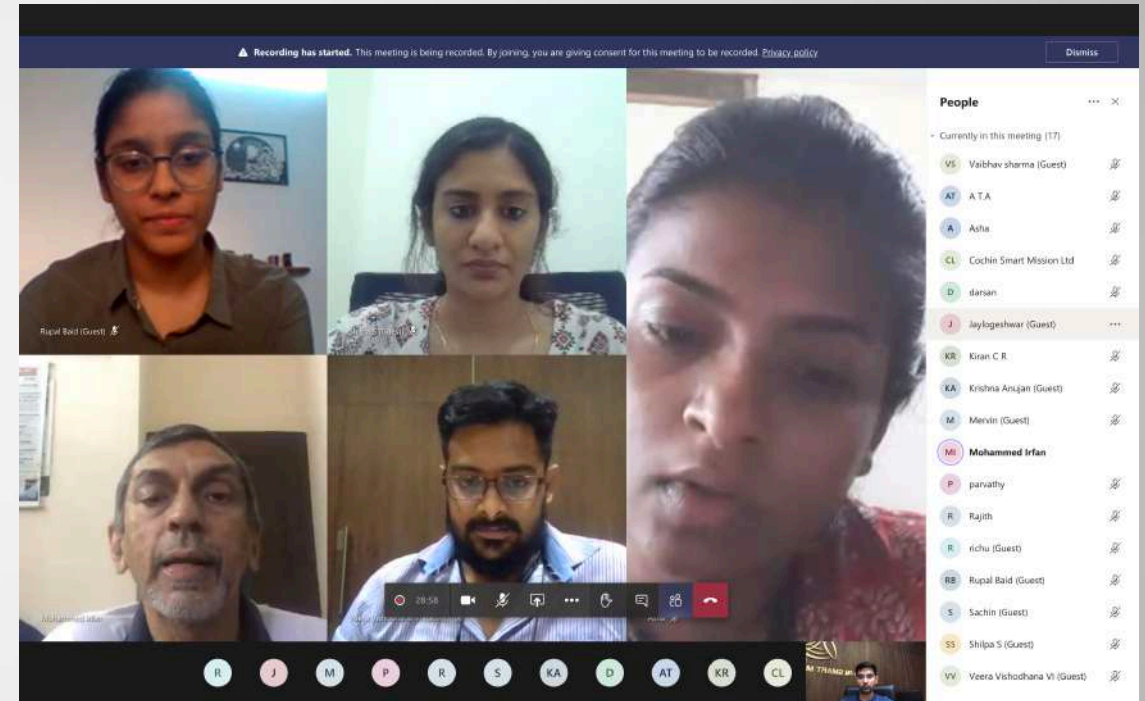 Recording has started. This meeting is being recorded. By joining, you are giving consent for this meeting to be recorded. Privacy policy
Dismiss
People
Currently in this meeting (17)
VS Vaibhav sharma (Guest)
AT A T.A
A Asha
CL Cochin Smart Mission Ltd
D darsan
J Jaylogeshwar (Guest)
KR Kiran C R
KA Krishna Anujan (Guest)
M Mervin (Guest)
MI Mohammed Irfan
P parvathy
R Rajith
R richu (Guest)
RB Rupal Baid (Guest)
S Sachin (Guest)
SS Shilpa S (Guest)
VV Veera Vishodhana VI (Guest)
Rupal Baid (Guest)
Mohammed Irfan
28:58
Asha
R J M P R S KA D AT KR CL